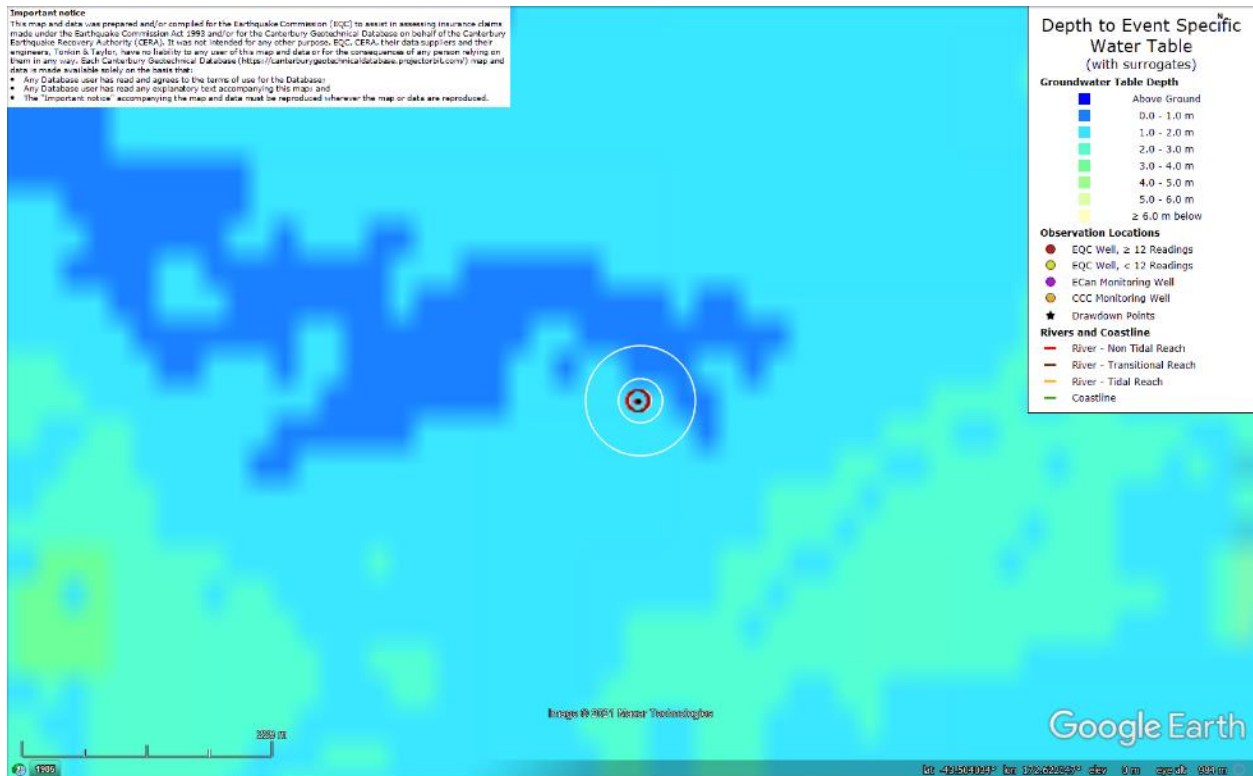 Important notice
This map and data was prepared and/or compiled for the Earthquake Commission (EQC) to assist in assessing insurance claims
made under the Earthquake Commission Act 1993 and/or for the Canterbury Geotechnical Database on behalf of the Canterbury
Earthquake Recovery Authority (CERA). It was not intended for any other purpose. EQC, CERA, their data suppliers and their
engineers, Tonkin & Taylor, have no liability to any user of this map and data or for the consequences of any person relying on
them in any way. Each Canterbury Geotechnical Database (https://canterburygeotechnicaldatabase.projectorbit.com/) map and
data is made available solely on the basis that:
• Any Database user has read and agrees to the terms of use for the Database;
• Any Database user has read any explanatory text accompanying this map; and
• The "Important notice" accompanying the map and data must be reproduced wherever the map or data are reproduced.
N
Depth to Event Specific
Water Table
(with surrogates)
Groundwater Table Depth
Above Ground
0.0 - 1.0 m
1.0 - 2.0 m
2.0 - 3.0 m
3.0 - 4.0 m
4.0 - 5.0 m
5.0 - 6.0 m
≥ 6.0 m below
Observation Locations
EQC Well, ≥ 12 Readings
EQC Well, < 12 Readings
ECan Monitoring Well
CCC Monitoring Well
Drawdown Points
Rivers and Coastline
River - Non Tidal Reach
River - Transitional Reach
River - Tidal Reach
Coastline
Image © 2021 Maxar Technologies
Google Earth
m
1986
lat lon elev 0 m eye alt